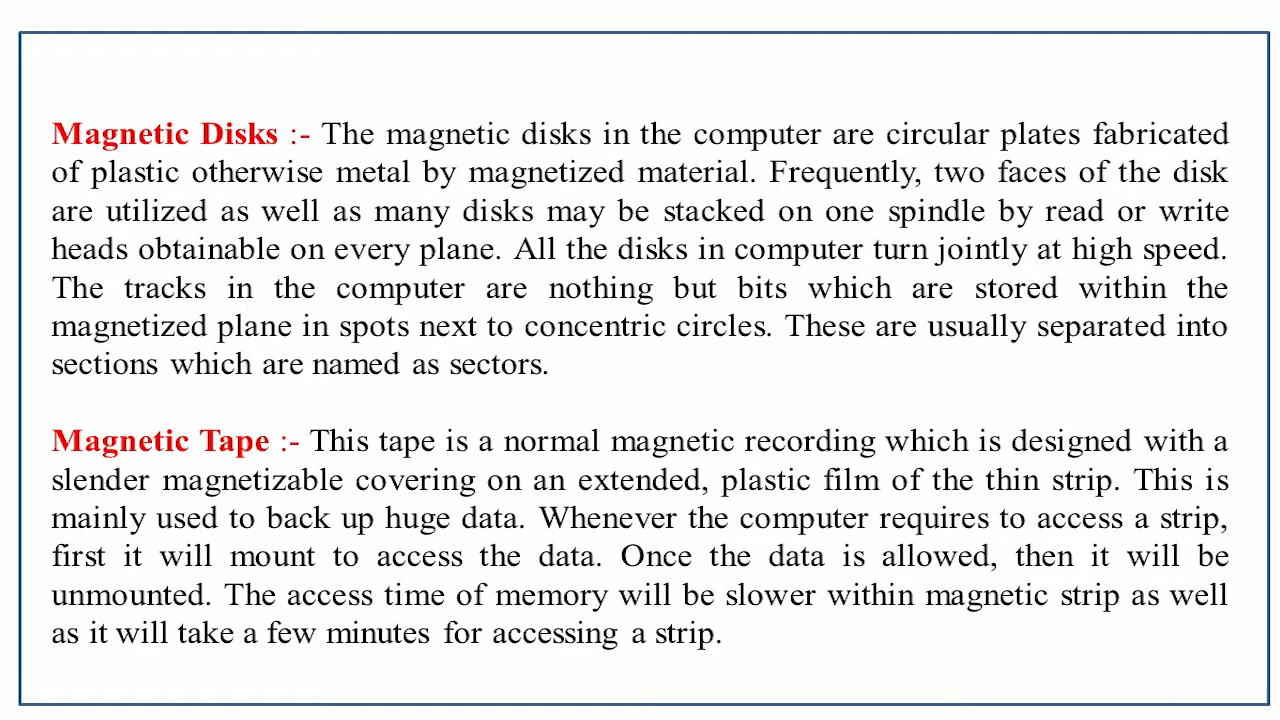 Magnetic Disks :- The magnetic disks in the computer are circular plates fabricated
of plastic otherwise metal by magnetized material. Frequently, two faces of the disk
are utilized as well as many disks may be stacked on one spindle by read or write
heads obtainable on every plane. All the disks in computer turn jointly at high speed.
The tracks in the computer are nothing but bits which are stored within the
magnetized plane in spots next to concentric circles. These are usually separated into
sections which are named as sectors.
Magnetic Tape :- This tape is a normal magnetic recording which is designed with a
slender magnetizable covering on an extended, plastic film of the thin strip. This is
mainly used to back up huge data. Whenever the computer requires to access a strip,
first it will mount to access the data. Once the data is allowed, then it will be
unmounted. The access time of memory will be slower within magnetic strip as well
as it will take a few minutes for accessing a strip.